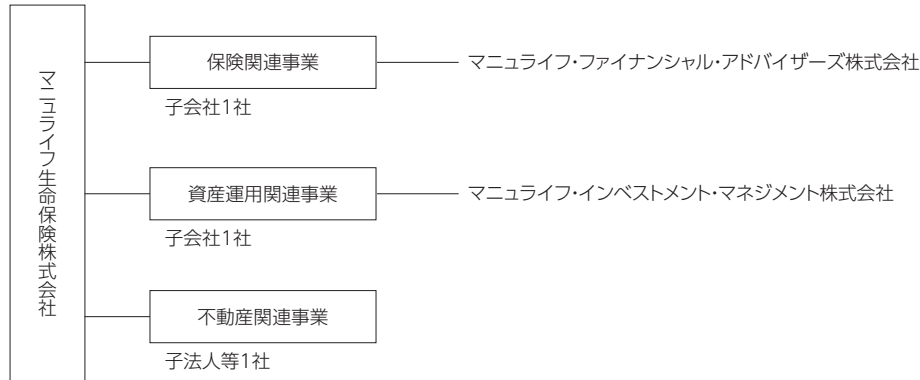 マニュライフ生命保険株式会社
保険関連事業
マニュライフ・ファイナンシャル・アドバイザーズ株式会社
子会社1社
資産運用関連事業
マニュライフ・インベストメント・マネジメント株式会社
子会社1社
不動産関連事業
子法人等1社